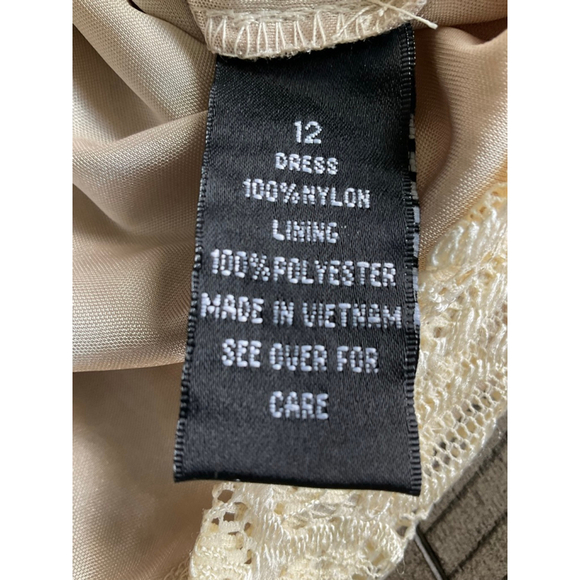 12
DRESS
100%NYLON
LINING
100%POLYESTER
MADE IN VIETNAM
SEE OVER FOR
CARE